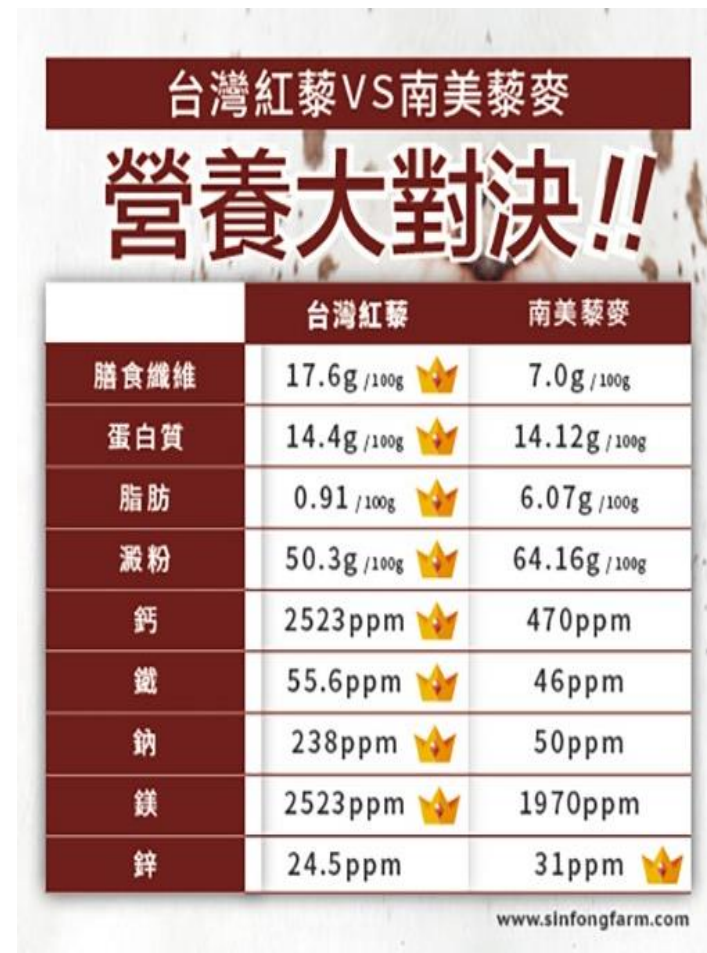 台灣紅藜VS南美藜麥
營養大對決!!
台灣紅藜 南美藜麥
膳食纖維 17.6g /100g 7.0g /100g
蛋白質 14.4g /100g 14.12g /100g
脂肪 0.91 /100g 6.07g /100g
澱粉 50.3g /100g 64.16g /100g
鈣 2523ppm 470ppm
鐵 55.6ppm 46ppm
鈉 238ppm 50ppm
鎂 2523ppm 1970ppm
鋅 24.5ppm 31ppm
www.sinfongfarm.com